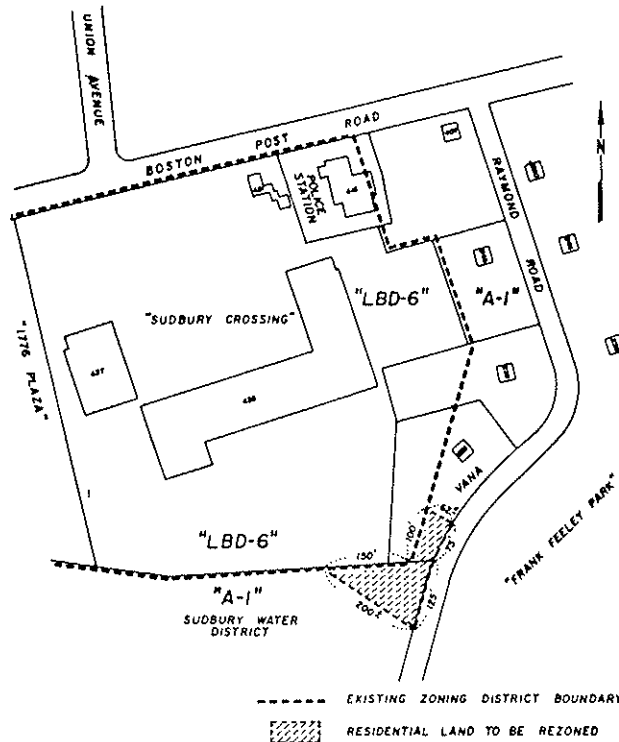 UNION AVENUE
BOSTON POST ROAD
N
POLICE STATION
RAYMOND ROAD
"LBD-6"
"A-1"
"SUDBURY CROSSING"
"1776 PLAZA"
427
"LBD-6"
VANA
100'
75'
150'
200'±
125'
"A-1"
SUDBURY WATER
DISTRICT
"FRANK FEELEY PARK"
EXISTING ZONING DISTRICT BOUNDARY
RESIDENTIAL LAND TO BE REZONED